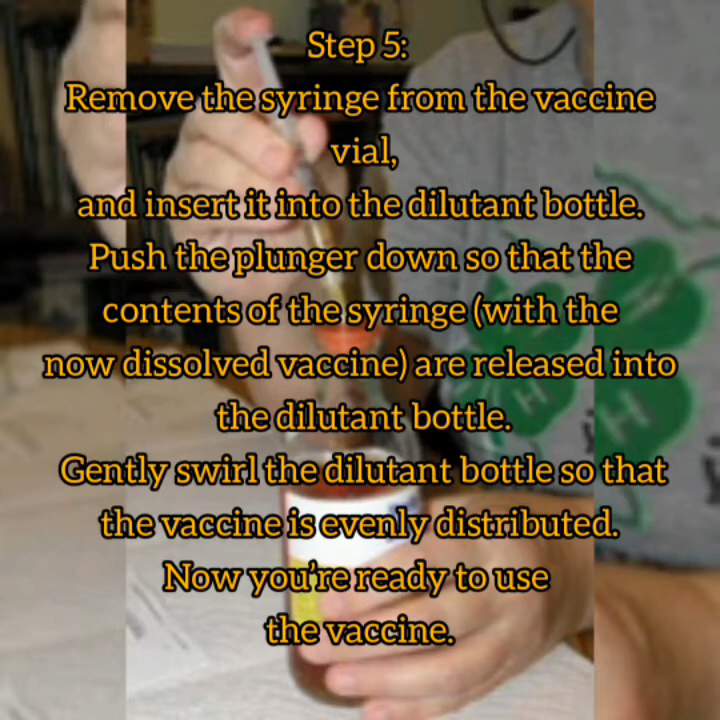 Step 5:
Remove the syringe from the vaccine
vial,
and insert it into the dilutant bottle.
Push the plunger down so that the
contents of the syringe (with the
now dissolved vaccine) are released into
the dilutant bottle.
Gently swirl the dilutant bottle so that
the vaccine is evenly distributed.
Now you're ready to use
the vaccine.
H
H